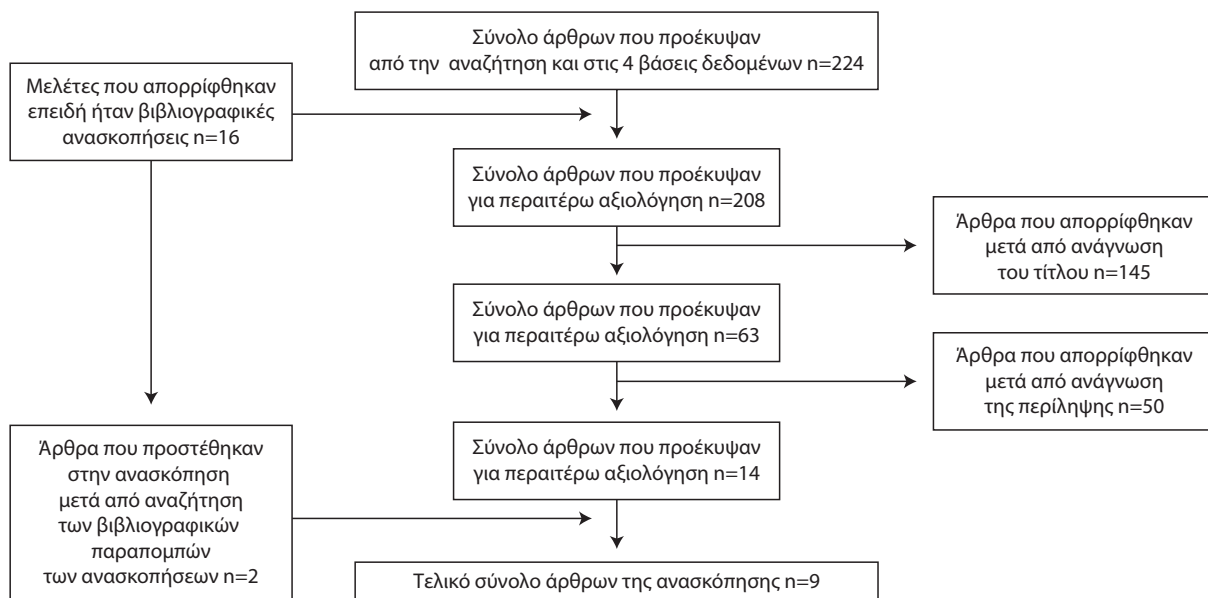 Σύνολο άρθρων που προέκυψαν
από την αναζήτηση και στις 4 βάσεις δεδομένων n=224
Μελέτες που απορρίφθηκαν
επειδή ήταν βιβλιογραφικές
ανασκοπήσεις n=16
Σύνολο άρθρων που προέκυψαν
για περαιτέρω αξιολόγηση n=208
Άρθρα που απορρίφθηκαν
μετά από ανάγνωση
του τίτλου n=145
Σύνολο άρθρων που προέκυψαν
για περαιτέρω αξιολόγηση n=63
Άρθρα που απορρίφθηκαν
μετά από ανάγνωση
της περίληψης n=50
Σύνολο άρθρων που προέκυψαν
για περαιτέρω αξιολόγηση n=14
Άρθρα που προστέθηκαν
στην ανασκόπηση
μετά από αναζήτηση
των βιβλιογραφικών
παραπομπών
των ανασκοπήσεων n=2
Τελικό σύνολο άρθρων της ανασκόπησης n=9